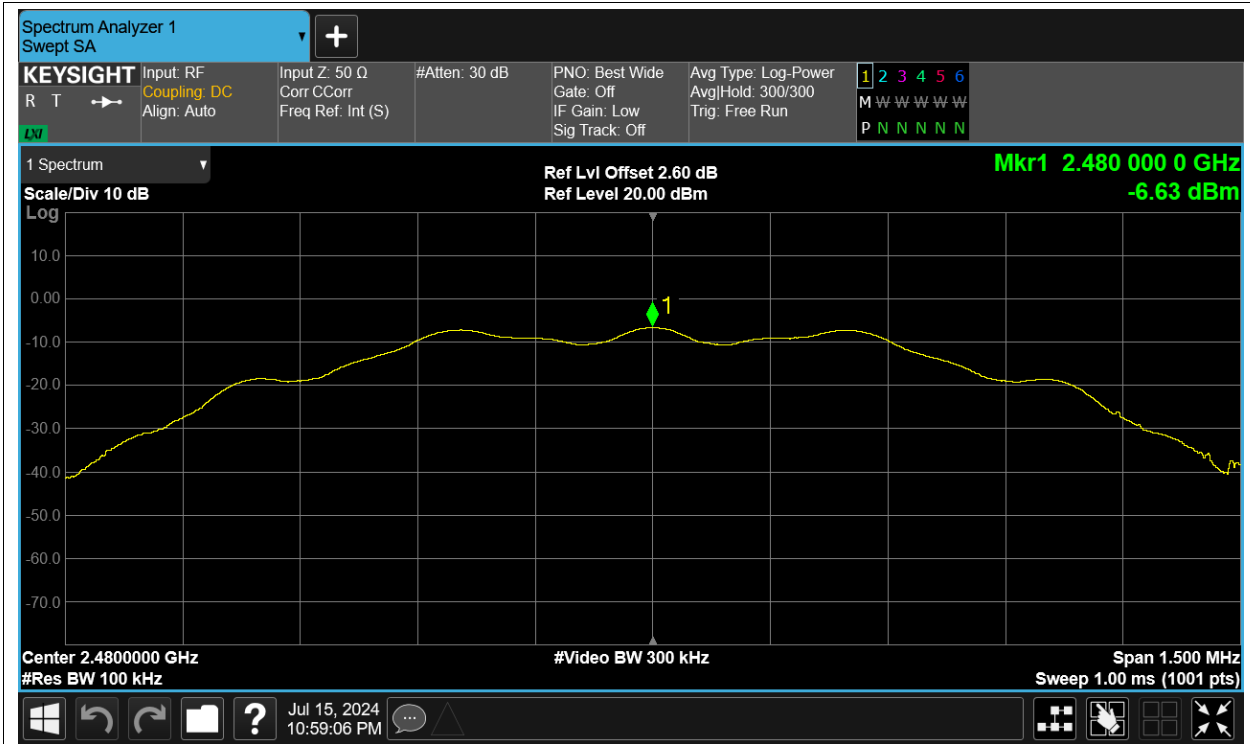 Spectrum Analyzer 1
Swept SA
+
KEYSIGHT
R T
LXI
Input: RF
Coupling: DC
Align: Auto
Input Z: 50 Ω
Corr CCorr
Freq Ref: Int (S)
#Atten: 30 dB
PNO: Best Wide
Gate: Off
IF Gain: Low
Sig Track: Off
Avg Type: Log-Power
Avg|Hold: 300/300
Trig: Free Run
1 2 3 4 5 6
M W W W W W W
P N N N N N
1 Spectrum
Scale/Div 10 dB
Log
Ref Lvl Offset 2.60 dB
Ref Level 20.00 dBm
Mkr1 2.480 000 0 GHz
-6.63 dBm
10.0
0.00
-10.0
-20.0
-30.0
-40.0
-50.0
-60.0
-70.0
1
Center 2.4800000 GHz
#Res BW 100 kHz
#Video BW 300 kHz
Span 1.500 MHz
Sweep 1.00 ms (1001 pts)
?
Jul 15, 2024
10:59:06 PM